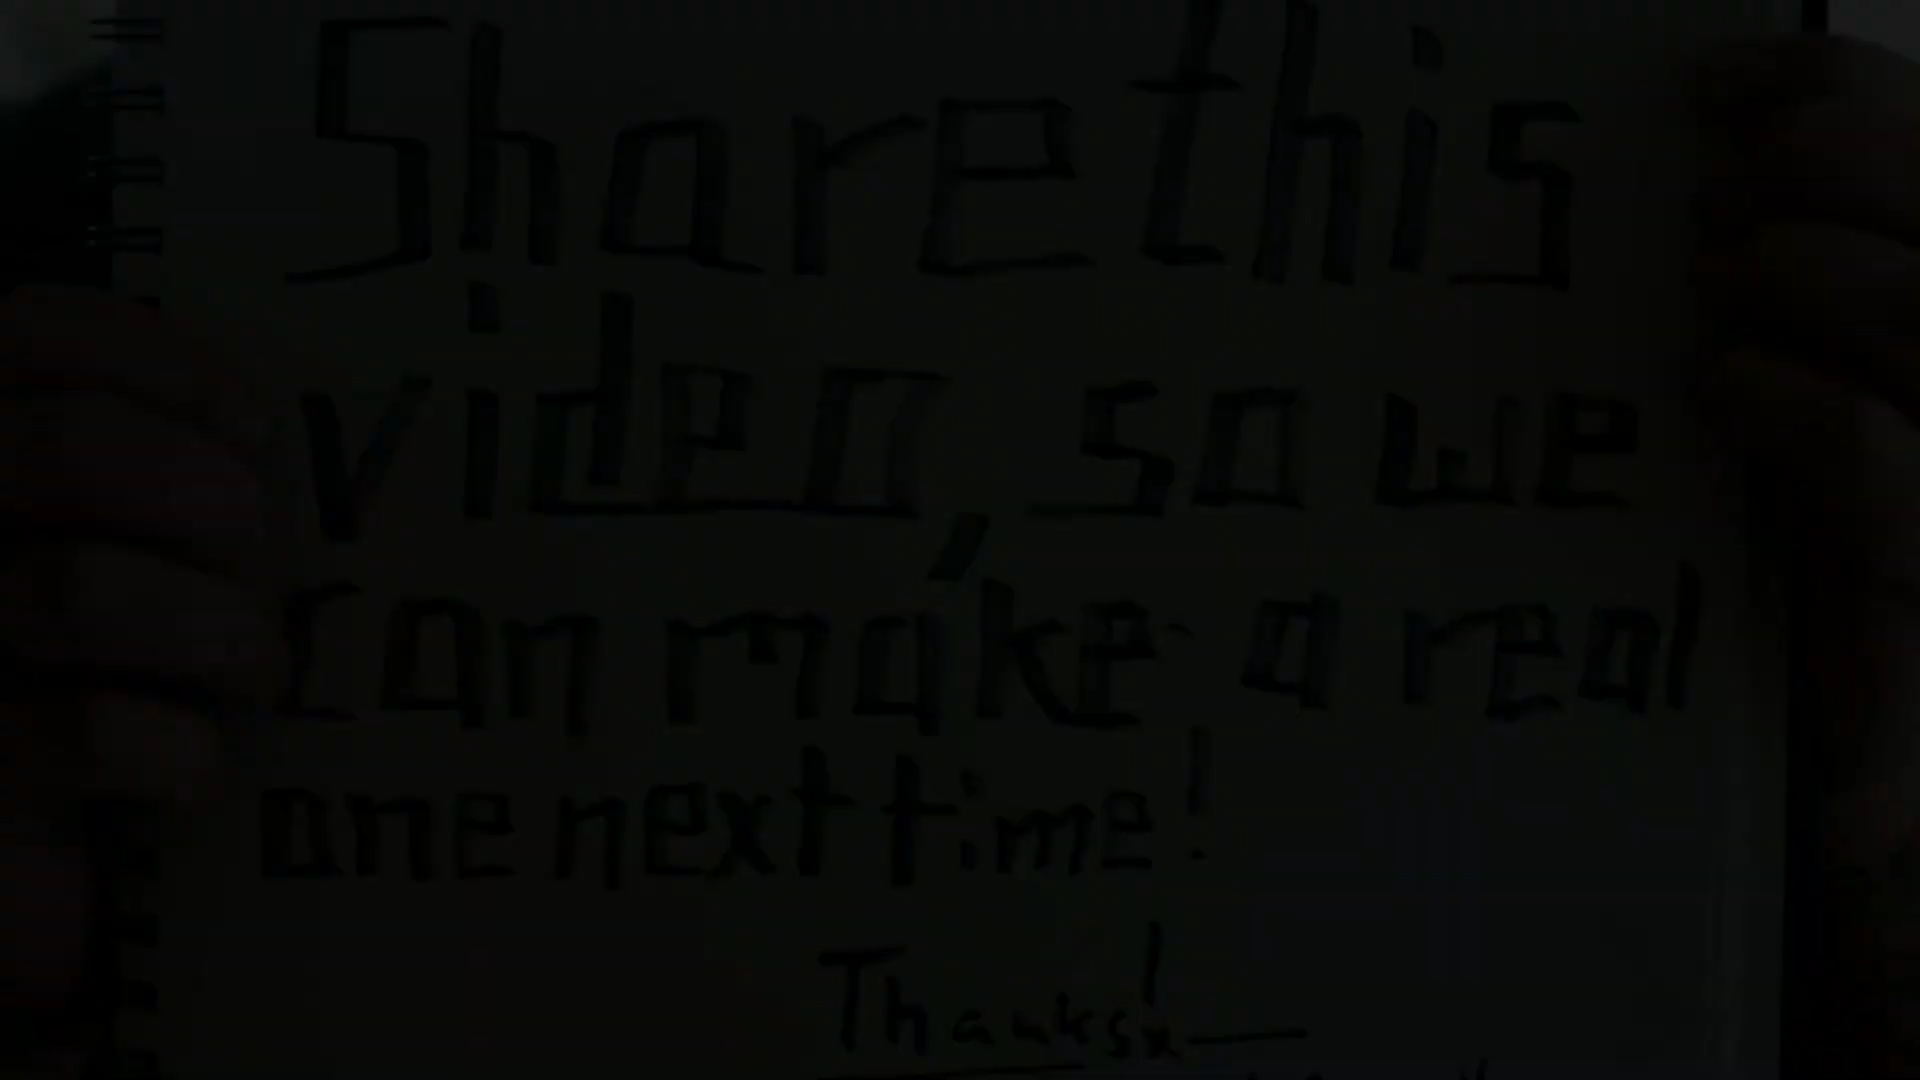 Share this
video, so we
can make a real
one next time!
Thanks!